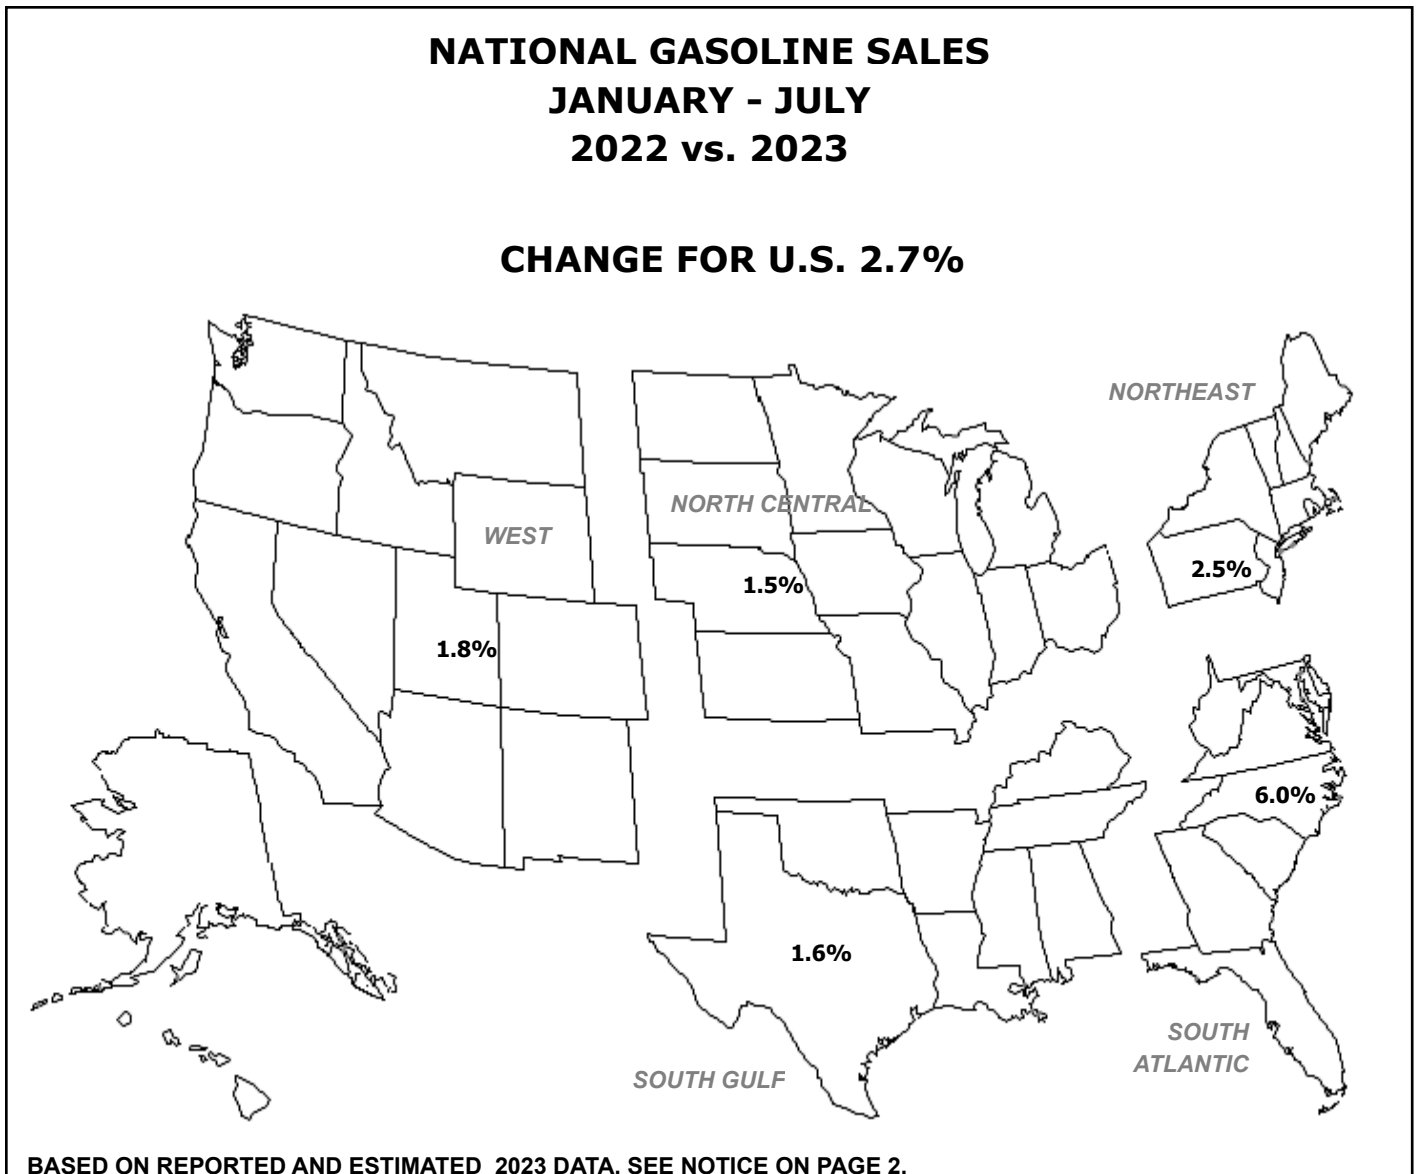 NATIONAL GASOLINE SALES
JANUARY - JULY
2022 vs. 2023
CHANGE FOR U.S. 2.7%
NORTHEAST
NORTH CENTRAL
WEST
2.5%
1.5%
1.8%
6.0%
1.6%
SOUTH
ATLANTIC
SOUTH GULF
BASED ON REPORTED AND ESTIMATED  2023 DATA. SEE NOTICE ON PAGE 2.